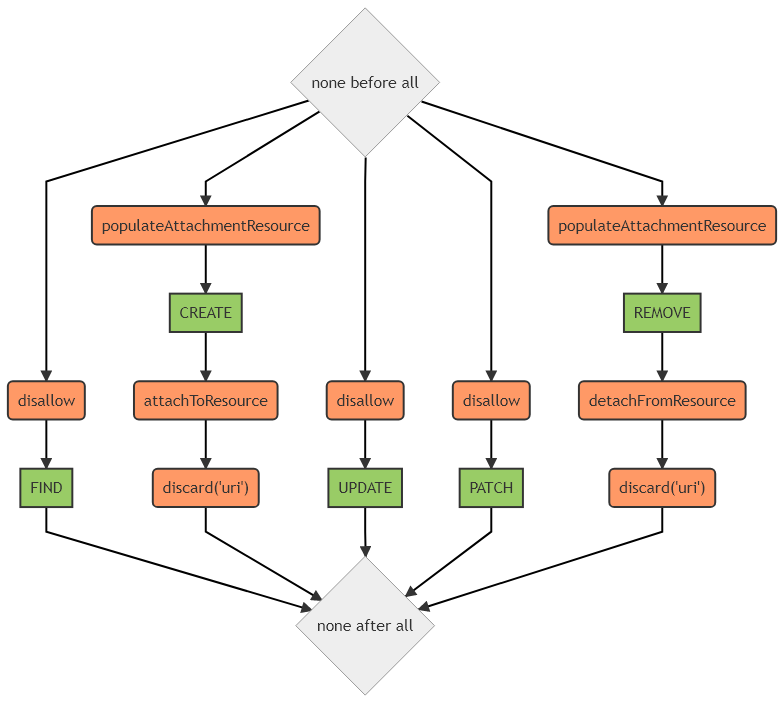 none before all
populateAttachmentResource
populateAttachmentResource
CREATE
REMOVE
disallow
attachToResource
disallow
disallow
detachFromResource
FIND
discard('uri')
UPDATE
PATCH
discard('uri')
none after all